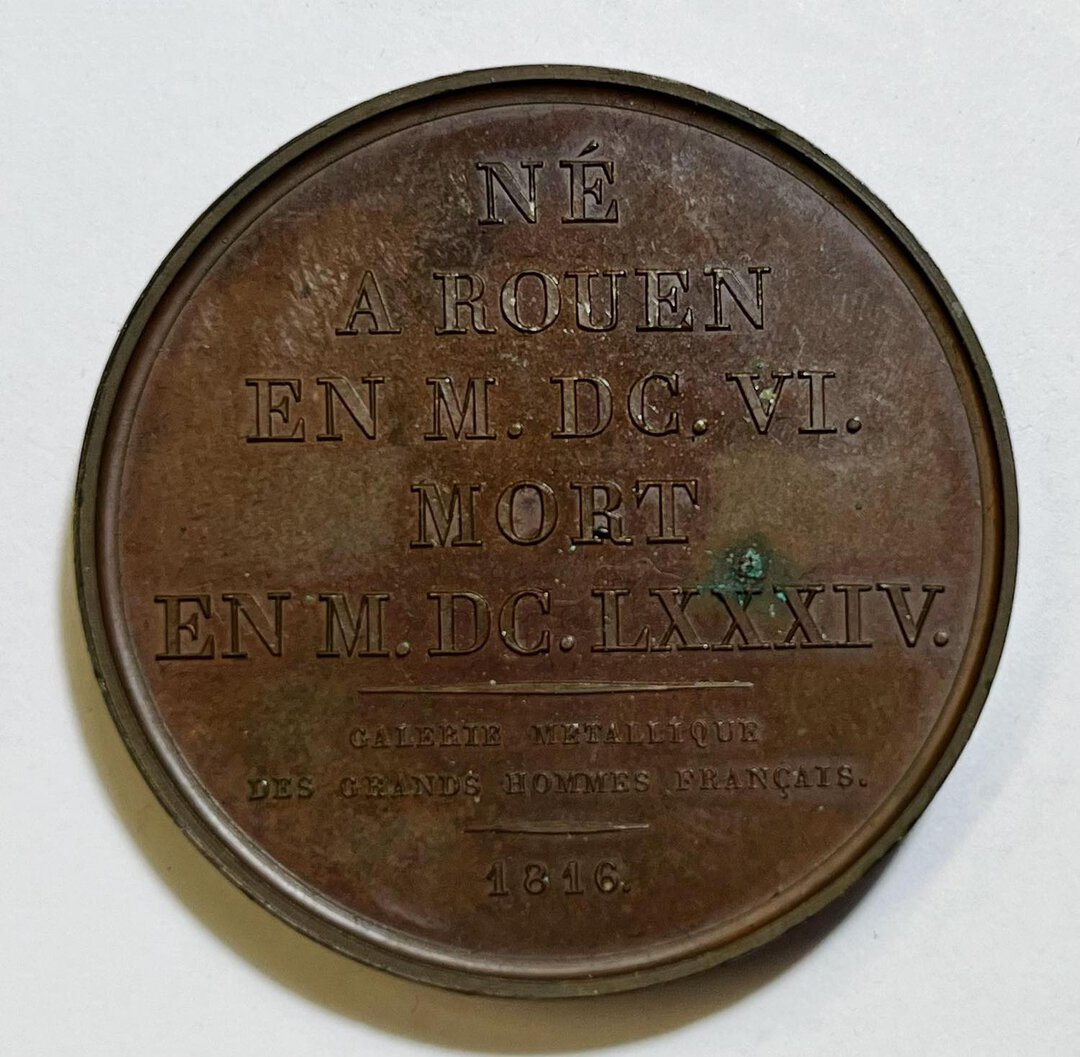 NÉ
A ROUEN
EN M. DC. VI.
MORT
EN M. DC. LXXXIV.
GALERIE METALLIQUE
DES GRANDS HOMMES FRANÇAIS.
1816.